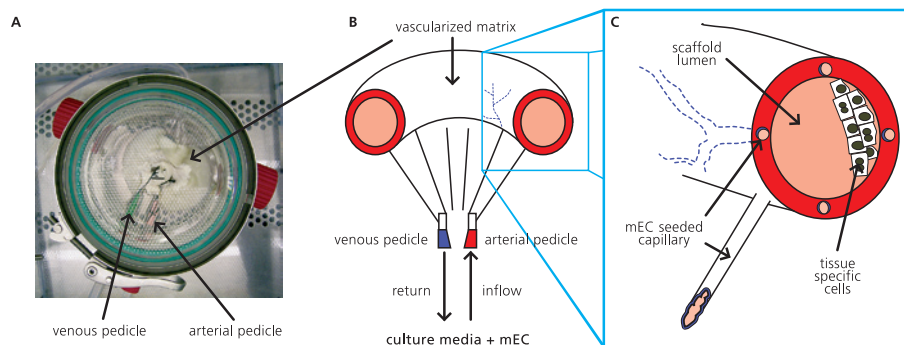 A
B
C
vascularized matrix
scaffold
lumen
venous pedicle
arterial pedicle
mEC seeded
capillary
tissue
specific
cells
return
inflow
venous pedicle
arterial pedicle
culture media + mEC